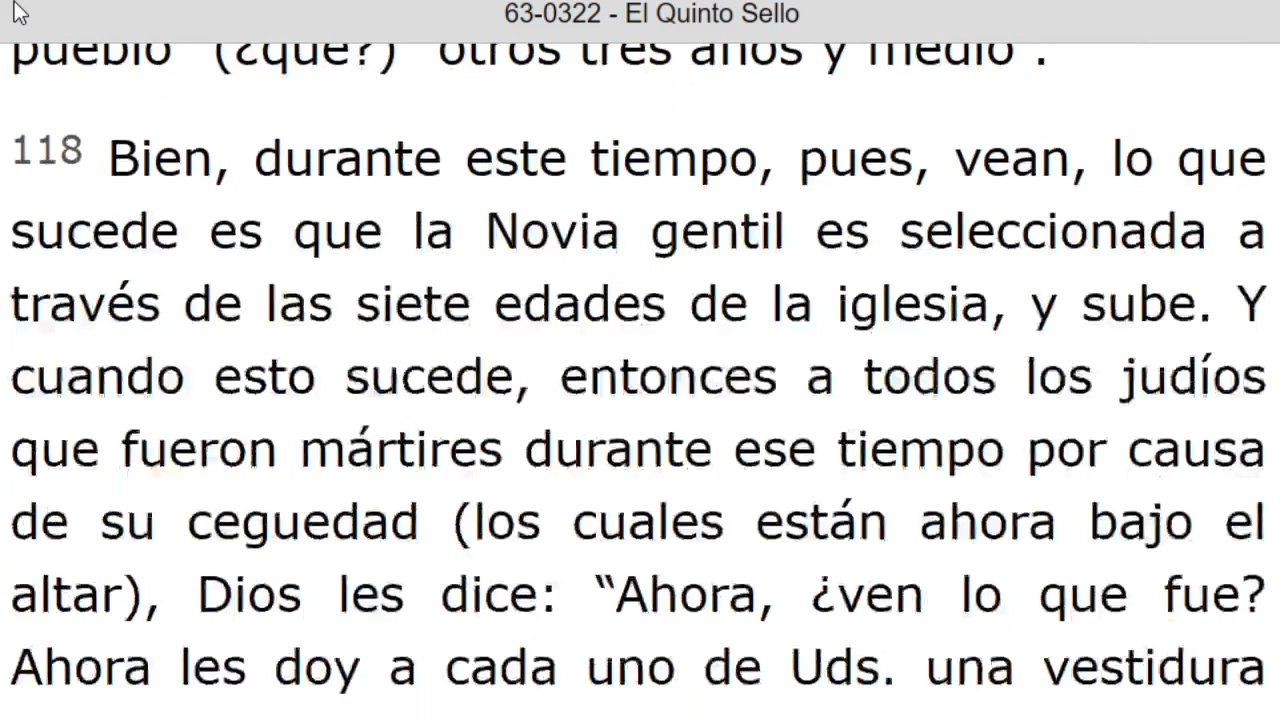 63-0322 - El Quinto Sello
pueblo” (¿qué?) “otros tres años y medio”.
118 Bien, durante este tiempo, pues, vean, lo que
sucede es que la Novia gentil es seleccionada a
través de las siete edades de la iglesia, y sube. Y
cuando esto sucede, entonces a todos los judíos
que fueron mártires durante ese tiempo por causa
de su ceguedad (los cuales están ahora bajo el
altar), Dios les dice: “Ahora, ¿ven lo que fue?
Ahora les doy a cada uno de Uds. una vestidura